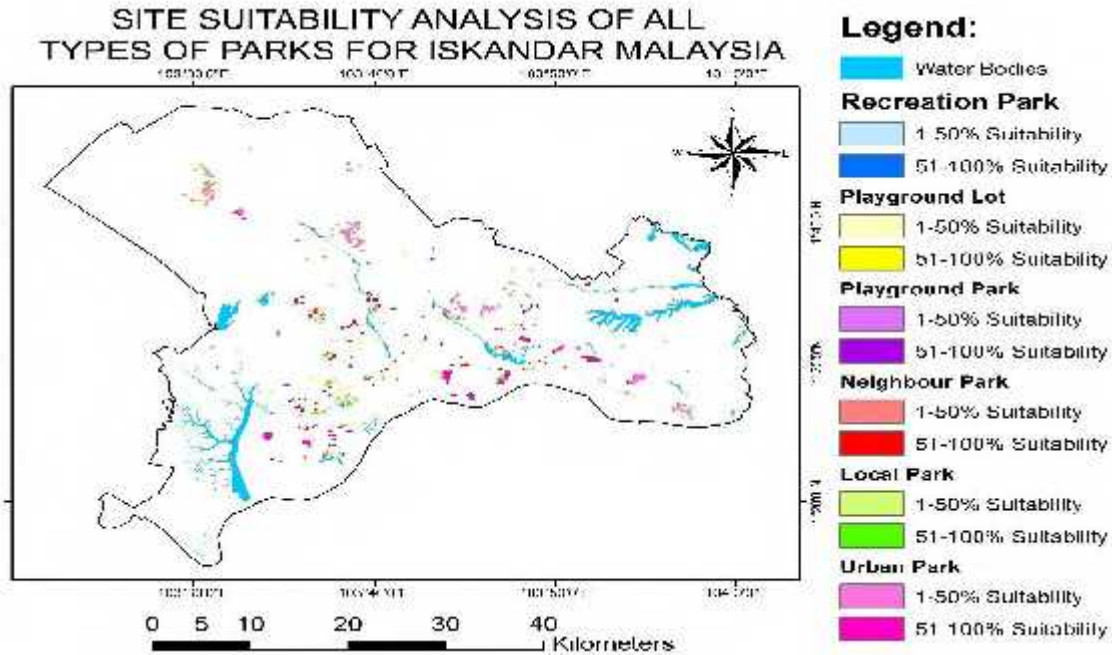 SITE SUITABILITY ANALYSIS OF ALL
TYPES OF PARKS FOR ISKANDAR MALAYSIA
Legend:
Water Bodies
Recreation Park
1-50% Suitability
51-100% Suitability
Playground Lot
1-50% Suitability
51-100% Suitability
Playground Park
1-50% Suitability
51-100% Suitability
Neighbour Park
1-50% Suitability
51-100% Suitability
Local Park
1-50% Suitability
51-100% Suitability
Urban Park
1-50% Suitability
51-100% Suitability
0 5 10 20 30 40
Kilometers